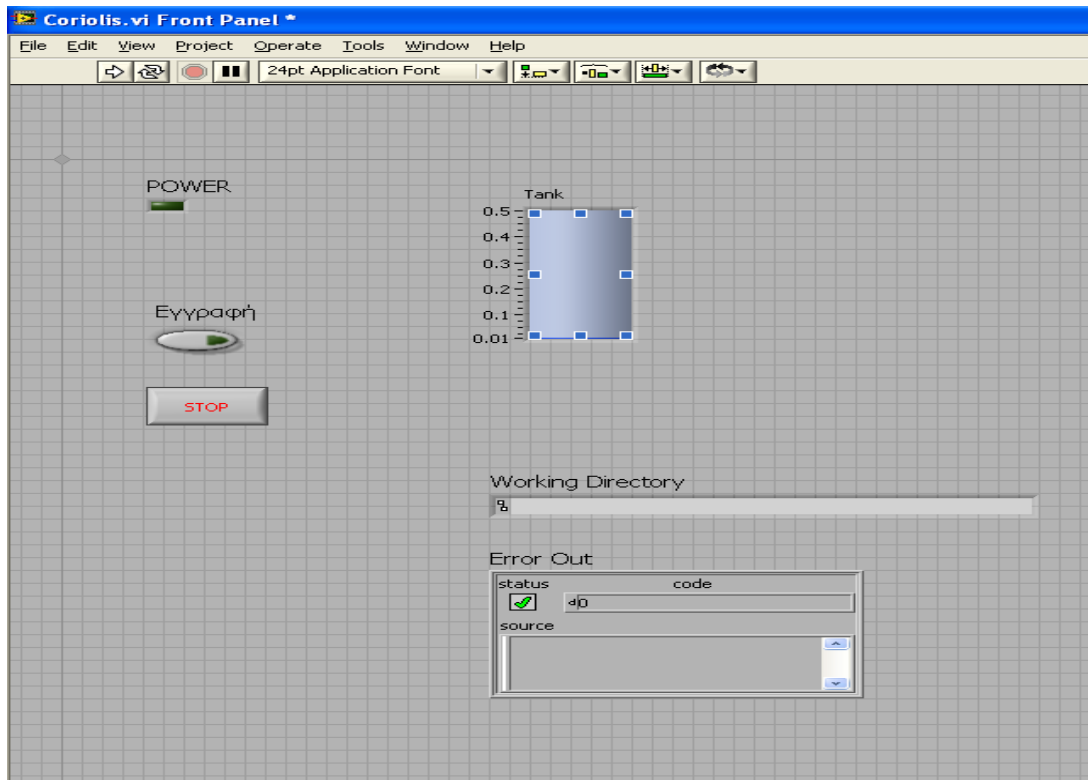 Coriolis.vi Front Panel *
File Edit View Project Operate Tools Window Help
24pt Application Font
POWER
Tank
0.5
0.4
0.3
0.2
0.1
0.01
Εγγραφή
STOP
Working Directory
Error Out
status code
d0
source